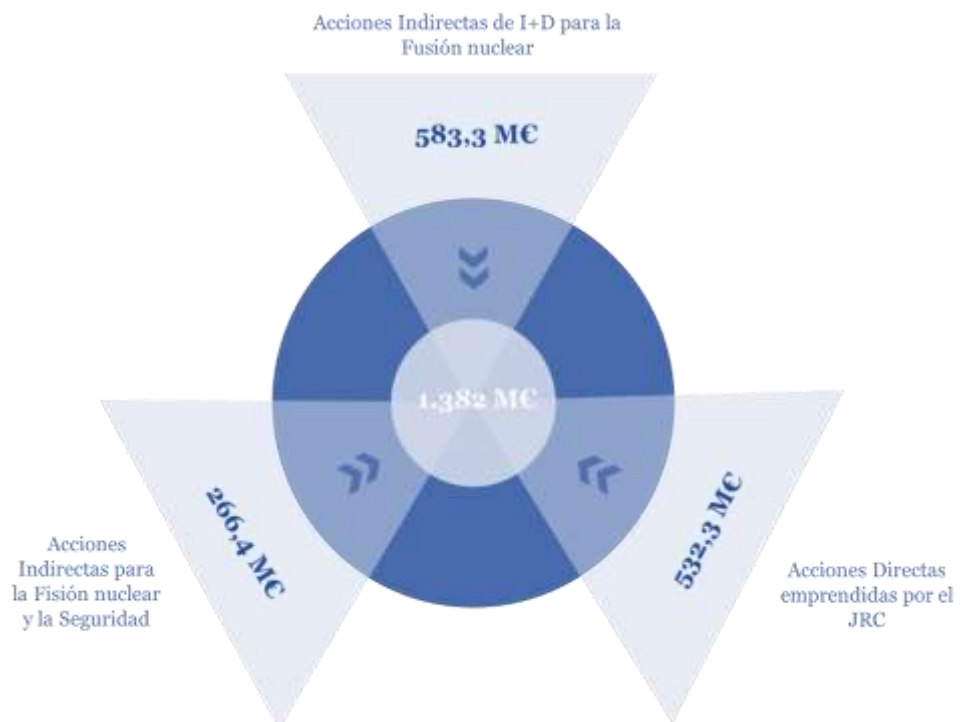 Acciones Indirectas de I+D para la
Fusión nuclear
583,3 M€
1.382 M€
266,4 M€
532,3 M€
Acciones
Indirectas para
la Fisión nuclear
y la Seguridad
Acciones Directas
emprendidas por el
JRC